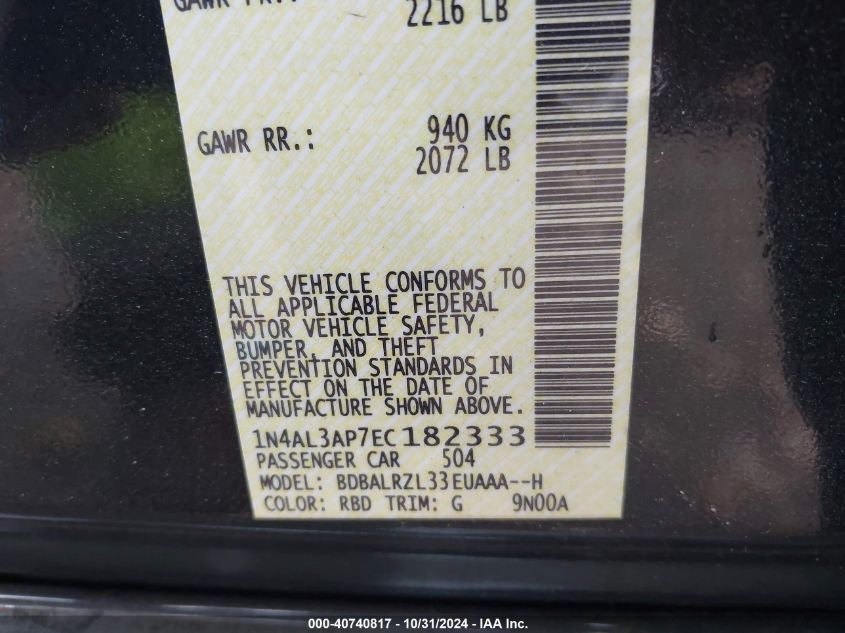 GAWR FR.:
2216 LB
GAWR RR.: 940 KG
2072 LB
THIS VEHICLE CONFORMS TO
ALL APPLICABLE FEDERAL
MOTOR VEHICLE SAFETY,
BUMPER, AND THEFT
PREVENTION STANDARDS IN
EFFECT ON THE DATE OF
MANUFACTURE SHOWN ABOVE.
1N4AL3AP7EC182333
PASSENGER CAR 504
MODEL: BDBALRZL33EUAAA--H
COLOR: RBD TRIM: G 9N00A
000-40740817 - 10/31/2024 - IAA Inc.